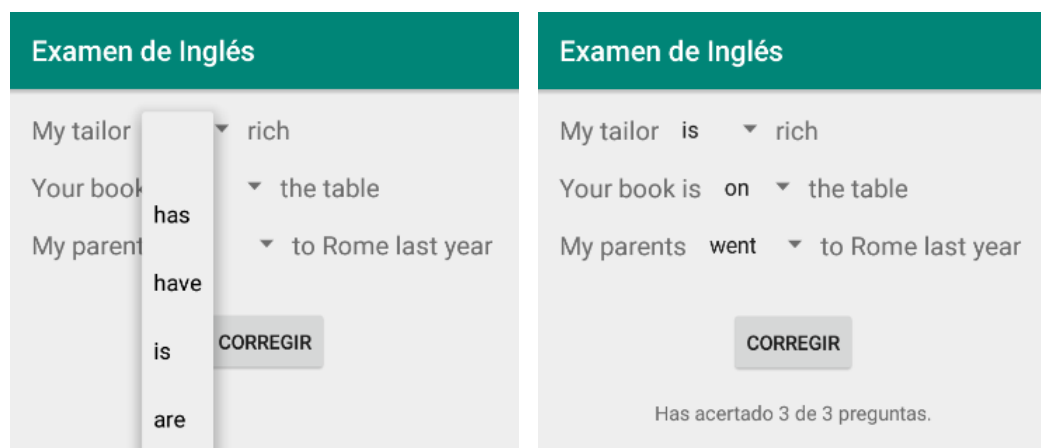 Examen de Inglés
My tailor rich
has
have
is
are
Your book the table
My parent to Rome last year
CORREGIR
Examen de Inglés
My tailor is rich
Your book is on the table
My parents went to Rome last year
CORREGIR
Has acertado 3 de 3 preguntas.